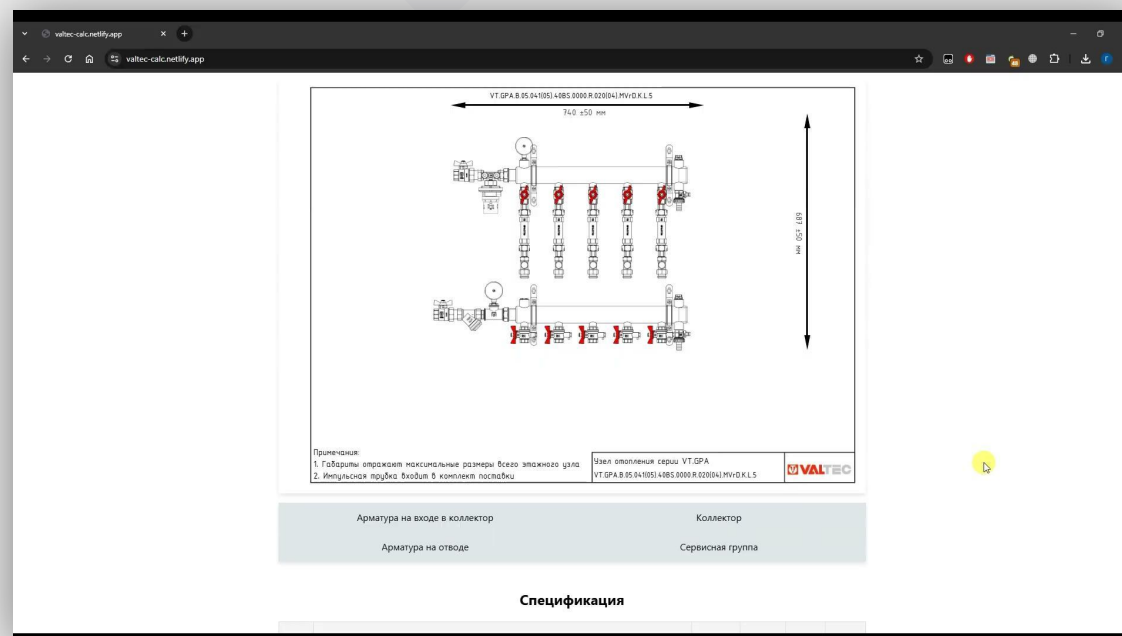 valtec-calc.netlify.app
valtec-calc.netlify.app
VT.GPA.B.05.041(05).40BS.0000.R.020(04).MVrD.K.L.5
740 ±50 мм
687 ±50 мм
Примечания:
1. Габариты отражают максимальные размеры всего этажного узла
2. Импульсная трубка входит в комплект поставки
Узел отопления серии VT.GPA
VT.GPA.B.05.041(05).40BS.0000.R.020(04).MVrD.K.L.5
VALTEC
Арматура на входе в коллектор
Коллектор
Арматура на отводе
Сервисная группа
Спецификация